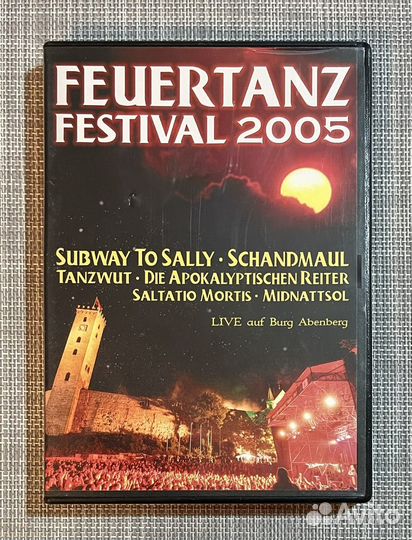 FEUERTANZ
FESTIVAL 2005
SUBWAY TO SALLY · SCHANDMAUL
TANZWUT · DIE APOKALYPTISCHEN REITER
SALTATIO MORTIS · MIDNATTSOL
LIVE auf Burg Abenberg
Avito